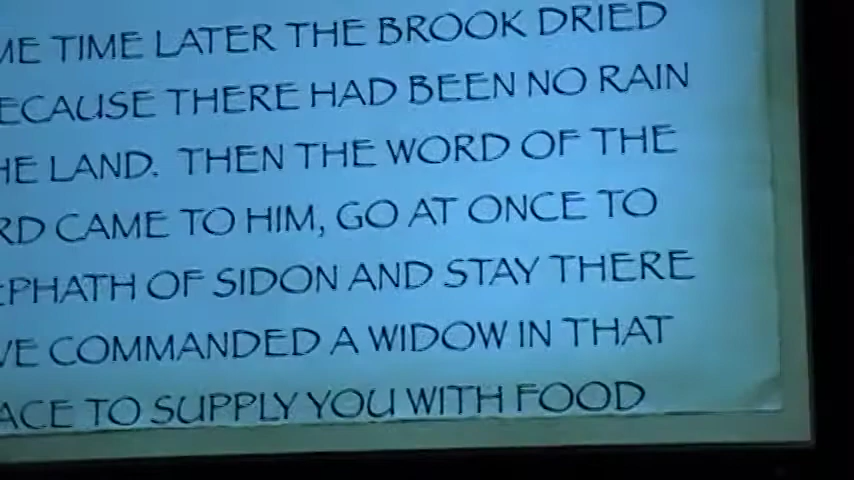 ME TIME LATER THE BROOK DRIED
ECAUSE THERE HAD BEEN NO RAIN
HE LAND. THEN THE WORD OF THE
RD CAME TO HIM, GO AT ONCE TO
EPHATH OF SIDON AND STAY THERE
VE COMMANDED A WIDOW IN THAT
ACE TO SUPPLY YOU WITH FOOD